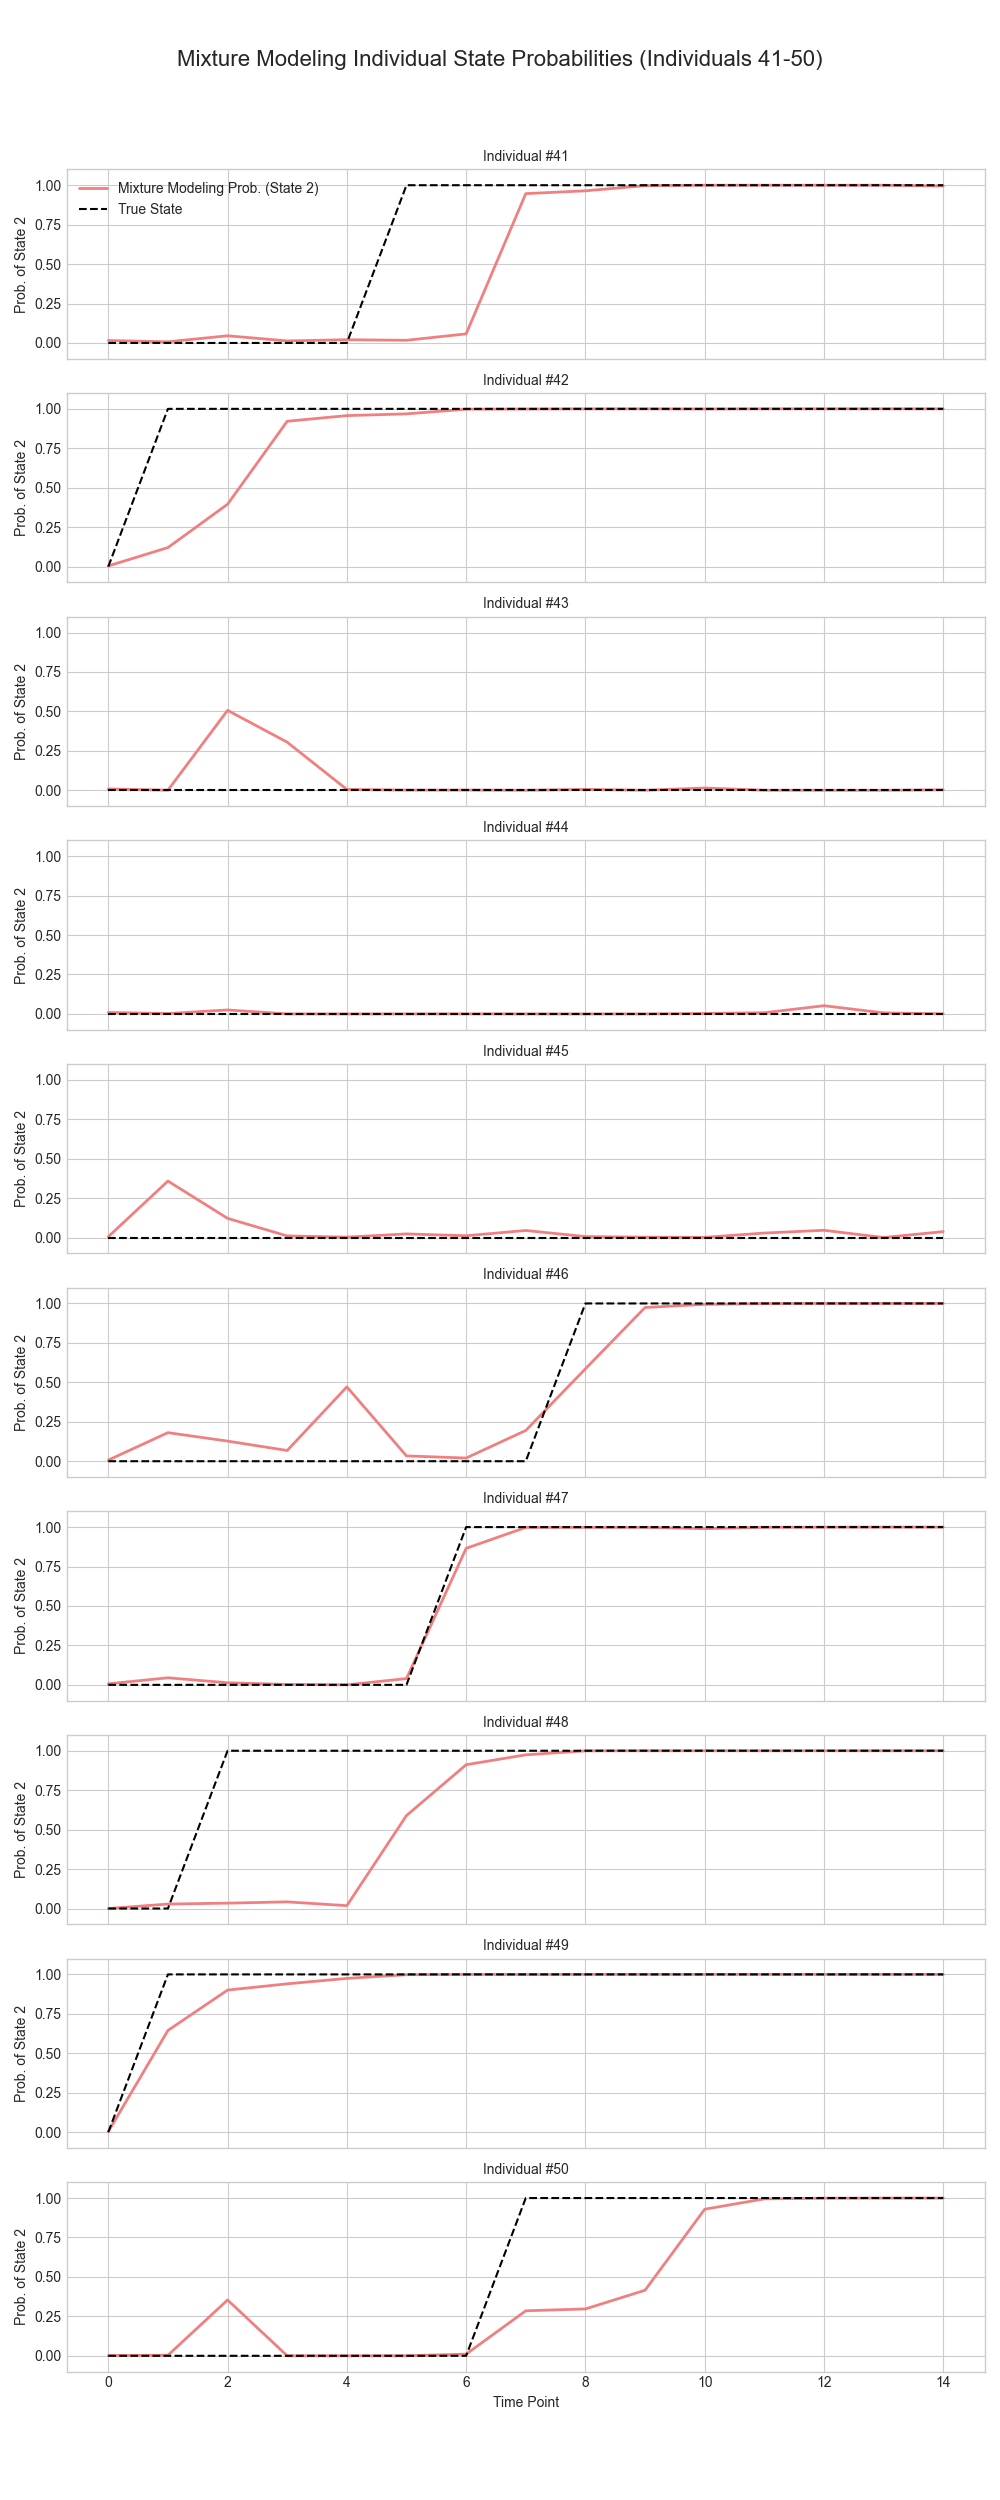 Mixture Modeling Individual State Probabilities (Individuals 41-50)
Individual #41
Mixture Modeling Prob. (State 2)
True State
Prob. of State 2
1.00
0.75
0.50
0.25
0.00
Individual #42
Prob. of State 2
1.00
0.75
0.50
0.25
0.00
Individual #43
Prob. of State 2
1.00
0.75
0.50
0.25
0.00
Individual #44
Prob. of State 2
1.00
0.75
0.50
0.25
0.00
Individual #45
Prob. of State 2
1.00
0.75
0.50
0.25
0.00
Individual #46
Prob. of State 2
1.00
0.75
0.50
0.25
0.00
Individual #47
Prob. of State 2
1.00
0.75
0.50
0.25
0.00
Individual #48
Prob. of State 2
1.00
0.75
0.50
0.25
0.00
Individual #49
Prob. of State 2
1.00
0.75
0.50
0.25
0.00
Individual #50
Prob. of State 2
1.00
0.75
0.50
0.25
0.00
0 2 4 6 8 10 12 14
Time Point